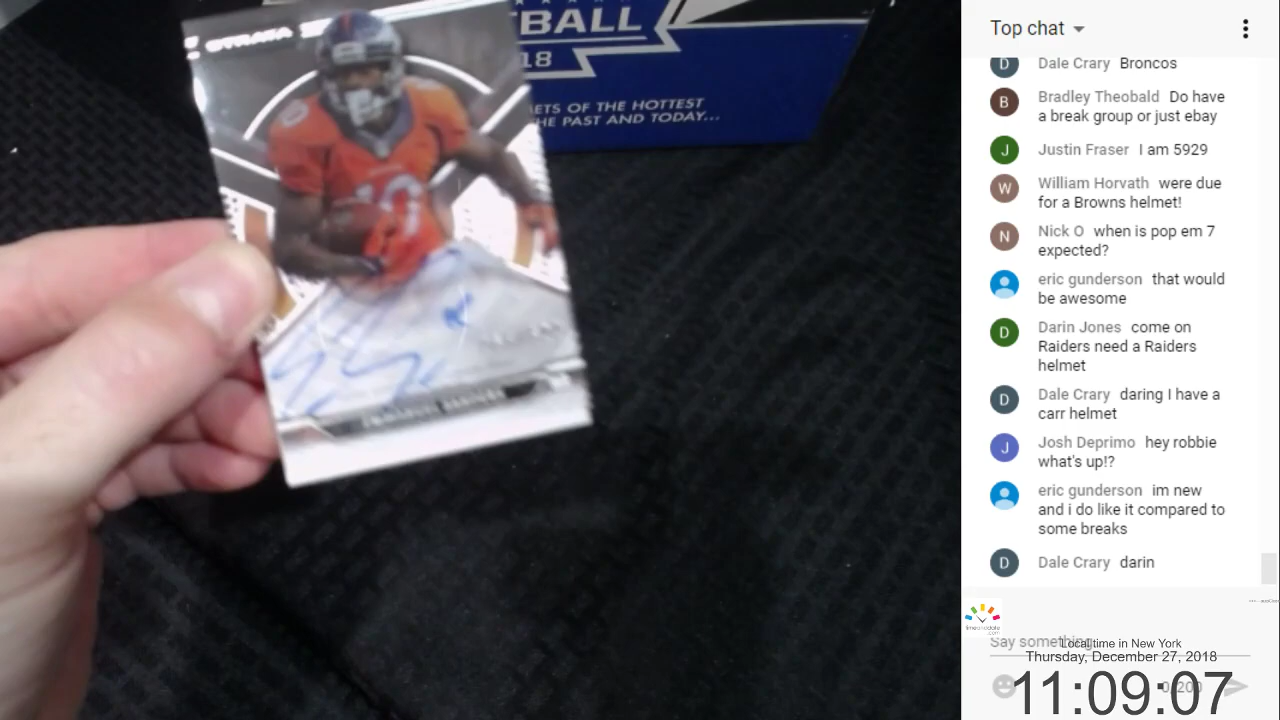 STRATA
TBALL
18
ETS OF THE HOTTEST
HE PAST AND TODAY...
10
Top chat
D Dale Crary Broncos
B Bradley Theobald Do have
a break group or just ebay
J Justin Fraser I am 5929
W William Horvath were due
for a Browns helmet!
N Nick O when is pop em 7
expected?
eric gunderson that would
be awesome
D Darin Jones come on
Raiders need a Raiders
helmet
D Dale Crary daring I have a
carr helmet
J Josh Deprimo hey robbie
what's up!?
eric gunderson im new
and i do like it compared to
some breaks
D Dale Crary darin
Say something...
Local time in New York
Thursday, December 27, 2018
0/200
11:09:07